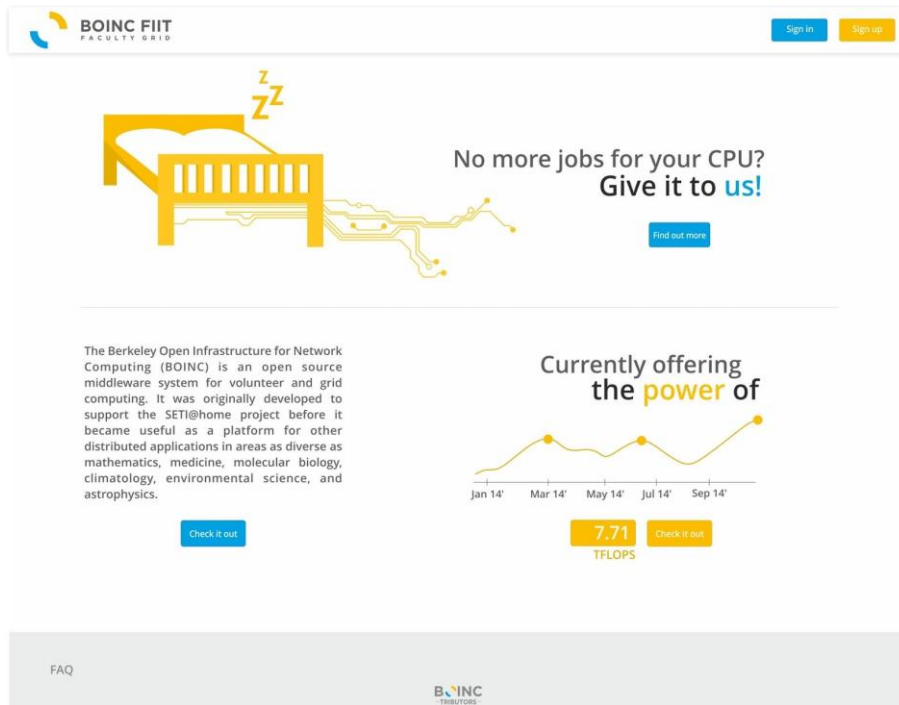 BOINC FIIT
FACULTY GRID
Sign in
Sign up
z
Z
Z
No more jobs for your CPU?
Give it to us!
Find out more
The Berkeley Open Infrastructure for Network
Computing (BOINC) is an open source
middleware system for volunteer and grid
computing. It was originally developed to
support the SETI@home project before it
became useful as a platform for other
distributed applications in areas as diverse as
mathematics, medicine, molecular biology,
climatology, environmental science, and
astrophysics.
Check it out
Currently offering
the power of
Jan 14' Mar 14' May 14' Jul 14' Sep 14'
7.71
Check it out
TFLOPS
FAQ
BOINC
-TRIBUTORS-